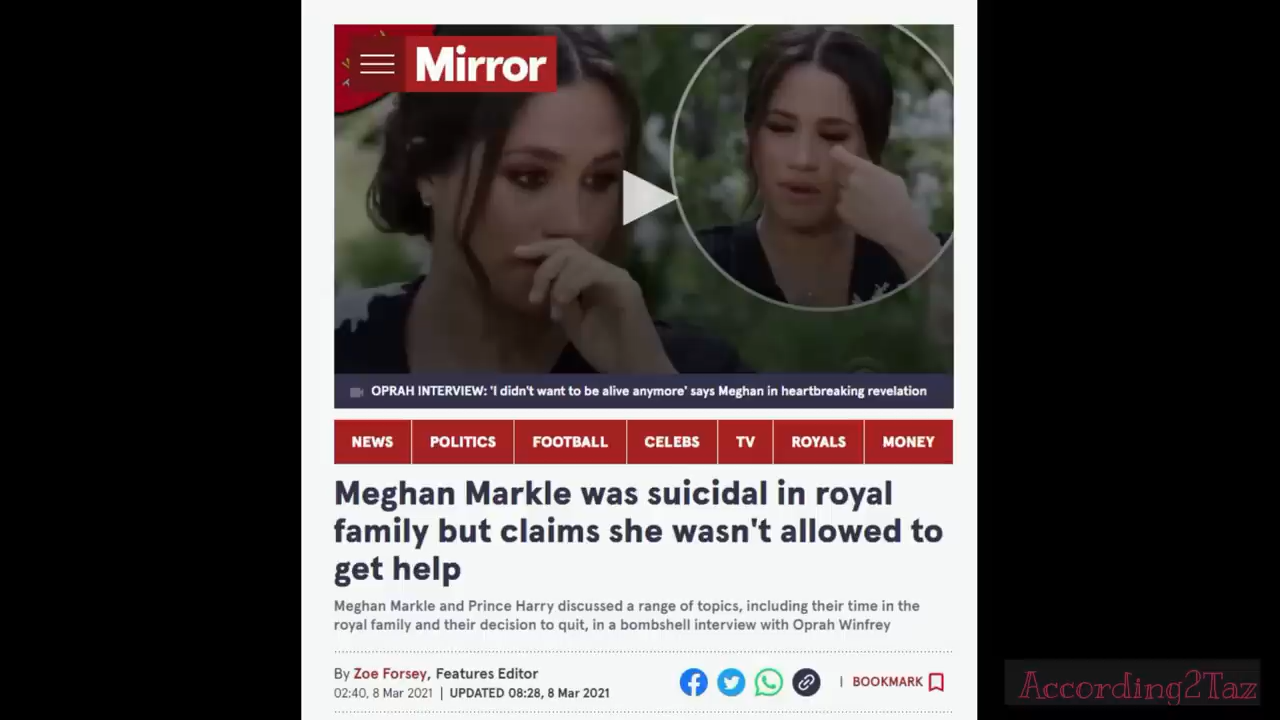 Mirror
OPRAH INTERVIEW: 'I didn't want to be alive anymore' says Meghan in heartbreaking revelation
NEWS POLITICS FOOTBALL CELEBS TV ROYALS MONEY
Meghan Markle was suicidal in royal
family but claims she wasn't allowed to
get help
Meghan Markle and Prince Harry discussed a range of topics, including their time in the
royal family and their decision to quit, in a bombshell interview with Oprah Winfrey
By Zoe Forsey, Features Editor
02:40, 8 Mar 2021 | UPDATED 08:28, 8 Mar 2021
| BOOKMARK
According2Taz